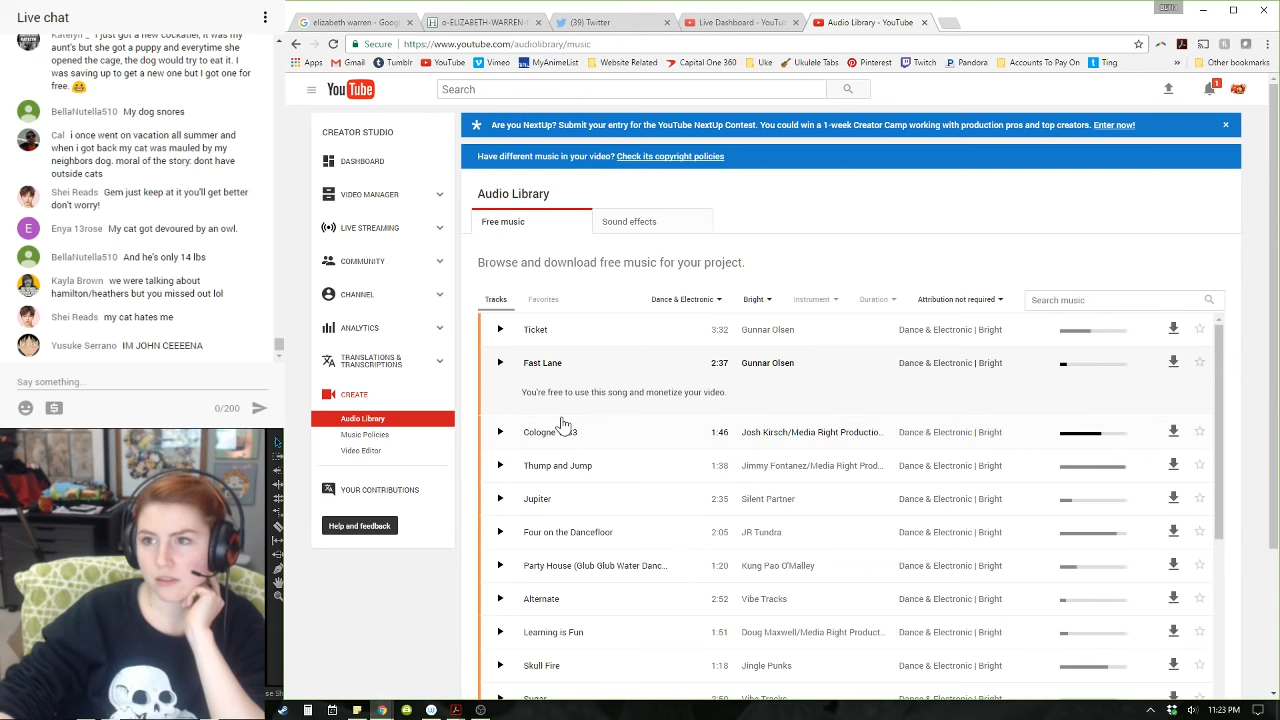 Live chat
Katelyn _ I just got a new cockatiel, it was my
aunt's but she got a puppy and everytime she
opened the cage, the dog would try to eat it. I
was saving up to get a new one but I got one for
free.
BellaNutella510 My dog snores
Cal i once went on vacation all summer and
when i got back my cat was mauled by my
neighbors dog. moral of the story: dont have
outside cats
Shei Reads Gem just keep at it you'll get better
don't worry!
E
Enya 13rose My cat got devoured by an owl.
BellaNutella510 And he's only 14 lbs
Kayla Brown we were talking about
hamilton/heathers but you missed out lol
Shei Reads my cat hates me
Yusuke Serrano IM JOHN CEEEENA
Say something...
0/200
elizabeth warren - Googl
o-ELIZABETH-WARREN-f
(39) Twitter
Live Dashboard - YouTub
Audio Library - YouTube
Secure https://www.youtube.com/audiolibrary/music
Apps Gmail Tumblr YouTube Vimeo MyAnimeList Website Related Capital One 360 Uke Ukulele Tabs Pinterest Twitch Pandora Accounts To Pay On Ting » Other bookmarks
YouTube
Search
1
CREATOR STUDIO
DASHBOARD
VIDEO MANAGER
LIVE STREAMING
COMMUNITY
CHANNEL
ANALYTICS
TRANSLATIONS &
TRANSCRIPTIONS
CREATE
Audio Library
Music Policies
Video Editor
YOUR CONTRIBUTIONS
Help and feedback
Are you NextUp? Submit your entry for the YouTube NextUp Contest. You could win a 1-week Creator Camp working with production pros and top creators. Enter now!
Have different music in your video? Check its copyright policies
Audio Library
Free music Sound effects
Browse and download free music for your project.
Tracks Favorites Dance & Electronic Bright Instrument Duration Attribution not required Search music
Ticket 3:32 Gunnar Olsen Dance & Electronic | Bright
Fast Lane 2:37 Gunnar Olsen Dance & Electronic | Bright
You're free to use this song and monetize your video.
Cologne 1:46 Josh Kirsch/Media Right Productio... Dance & Electronic | Bright
Thump and Jump 1:38 Jimmy Fontanez/Media Right Prod... Dance & Electronic | Bright
Jupiter 2:35 Silent Partner Dance & Electronic | Bright
Four on the Dancefloor 2:05 JR Tundra Dance & Electronic | Bright
Party House (Glub Glub Water Danc... 1:20 Kung Pao O'Malley Dance & Electronic | Bright
Alternate 2:52 Vibe Tracks Dance & Electronic | Bright
Learning is Fun 1:51 Doug Maxwell/Media Right Product... Dance & Electronic | Bright
Skull Fire 1:18 Jingle Punks Dance & Electronic | Bright
Sugar Vibe Tracks Dance & Electronic | Bright
11:23 PM